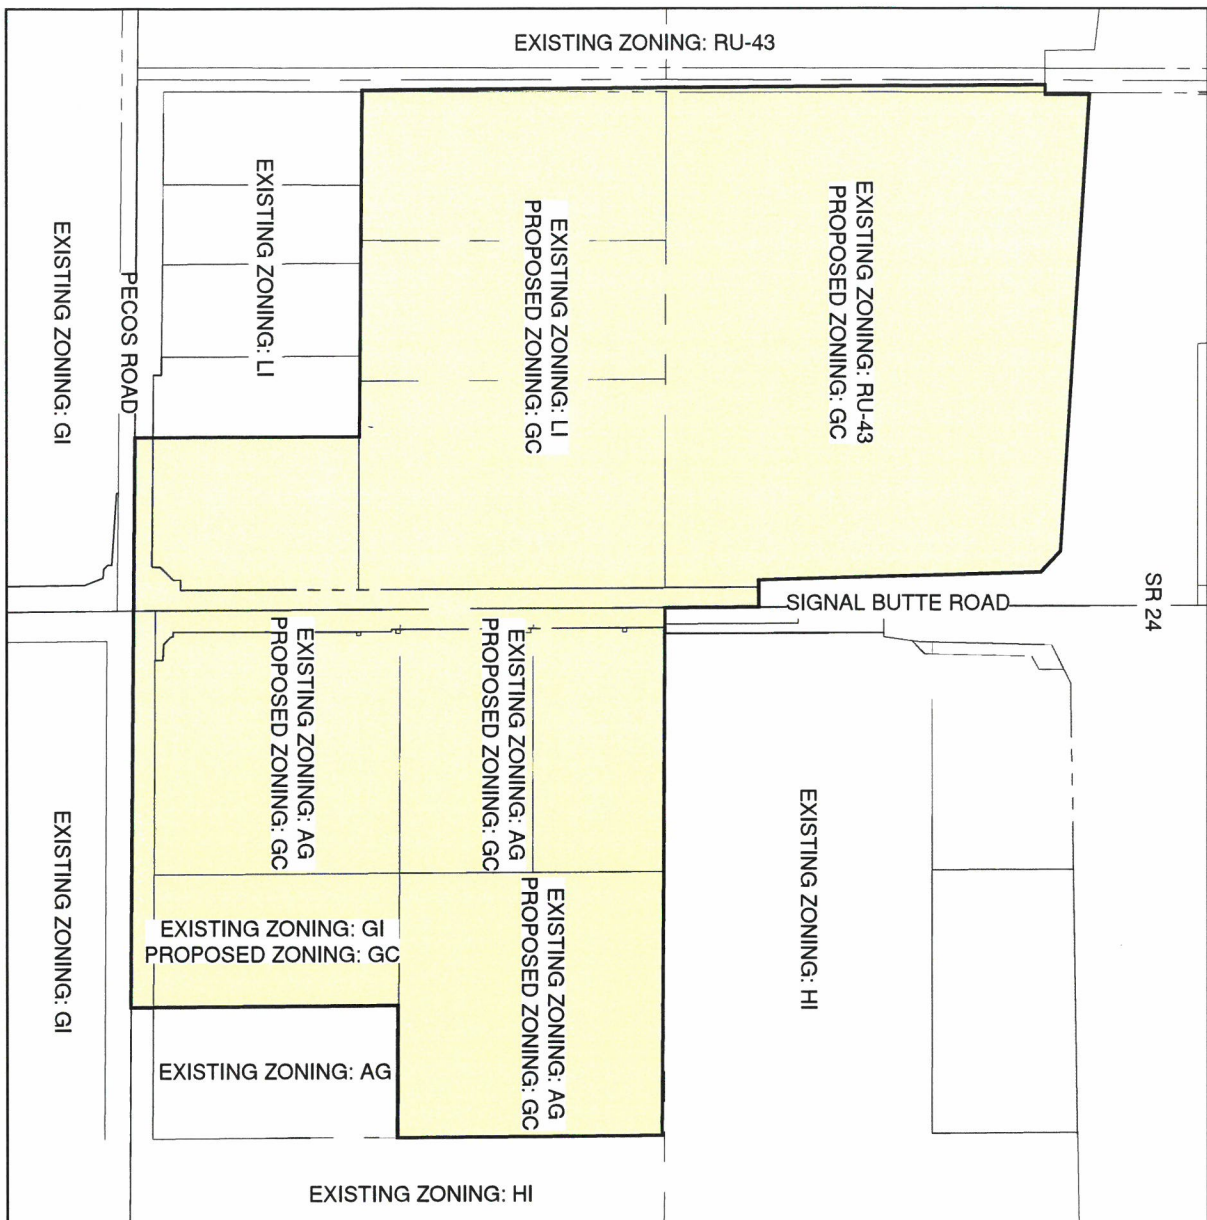 EXISTING ZONING: RU-43
EXISTING ZONING: GI
PECOS ROAD
EXISTING ZONING: LI
EXISTING ZONING: LI
PROPOSED ZONING: GC
EXISTING ZONING: RU-43
PROPOSED ZONING: GC
SIGNAL BUTTE ROAD
SR 24
EXISTING ZONING: AG
PROPOSED ZONING: GC
EXISTING ZONING: AG
PROPOSED ZONING: GC
EXISTING ZONING: HI
EXISTING ZONING: GI
EXISTING ZONING: GI
PROPOSED ZONING: GC
EXISTING ZONING: AG
PROPOSED ZONING: GC
EXISTING ZONING: AG
EXISTING ZONING: HI